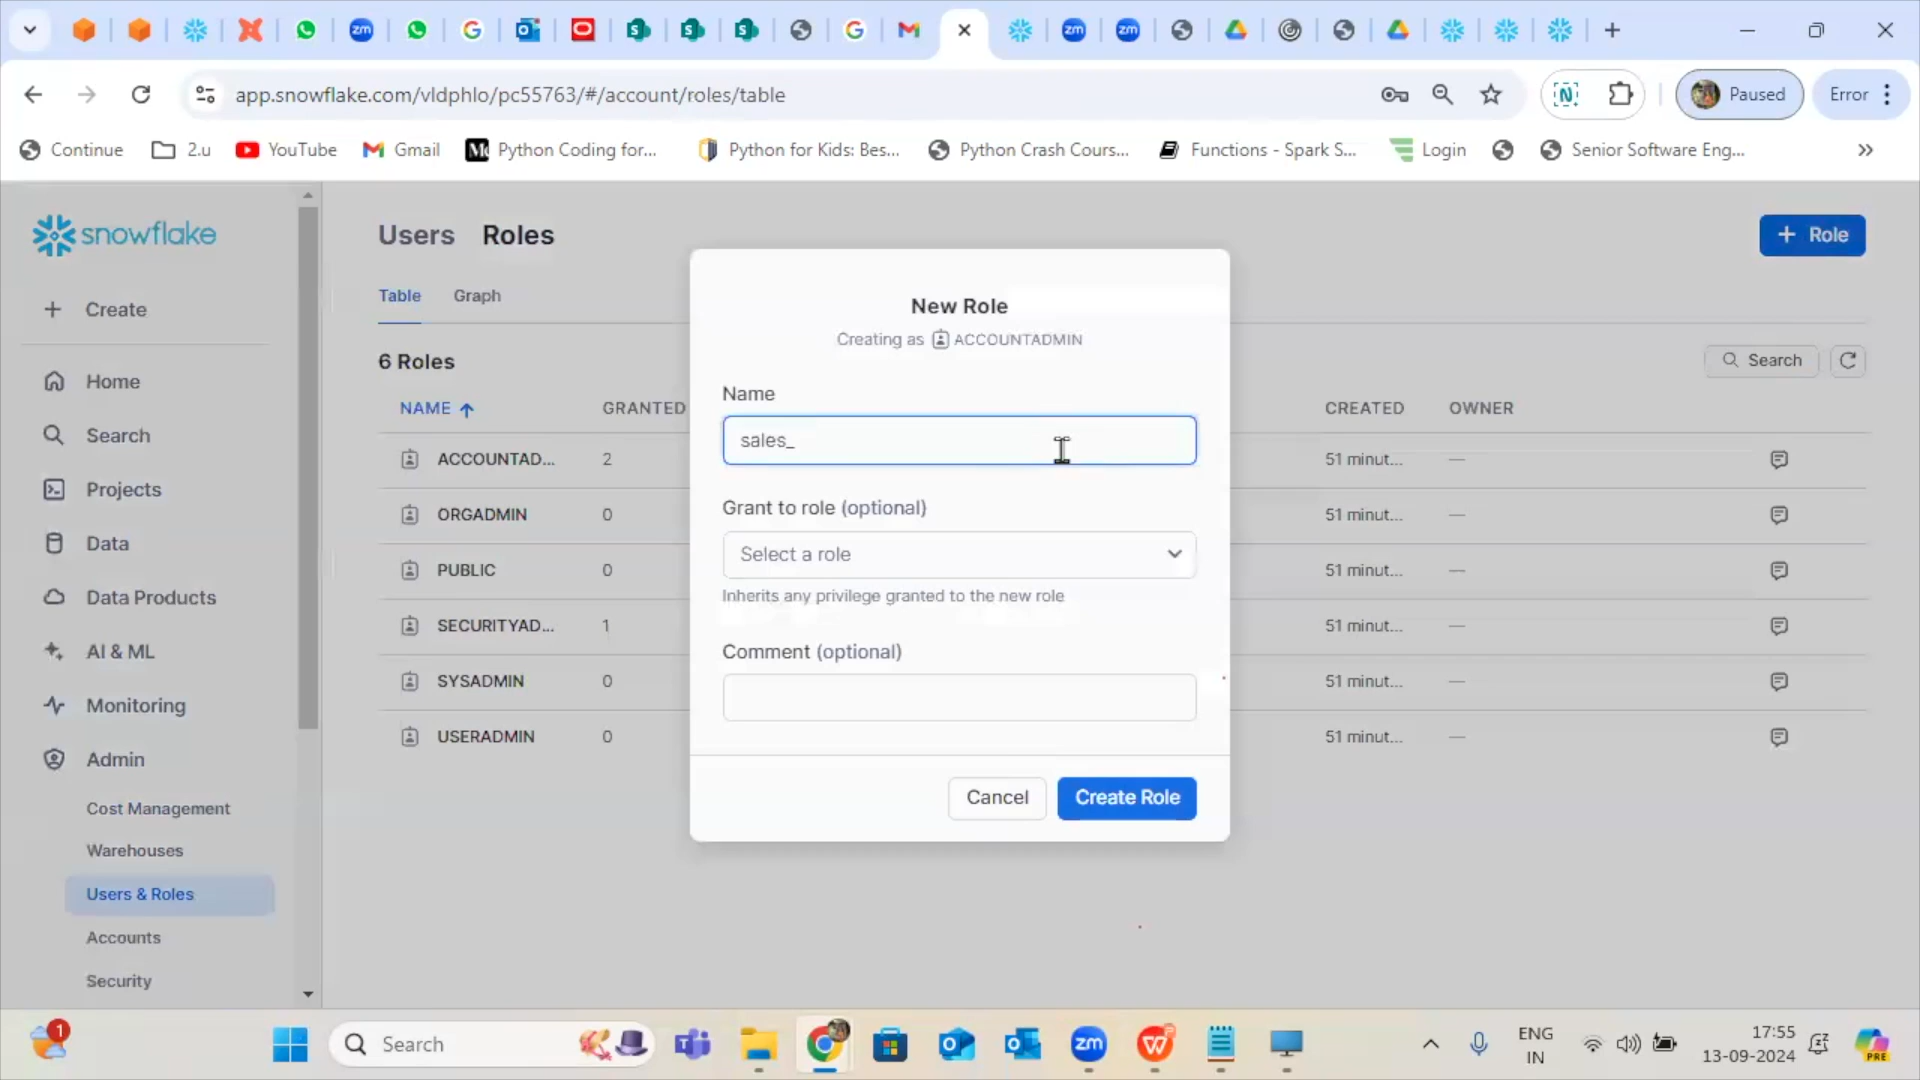 zm
zm
zm
app.snowflake.com/vldphlo/pc55763/#/account/roles/table
Paused
Error
Continue
2.u
YouTube
Gmail
Python Coding for...
Python for Kids: Bes...
Python Crash Cours...
Functions - Spark S...
Login
Senior Software Eng...
snowflake
Users Roles
+ Role
+ Create
Table Graph
New Role
Creating as ACCOUNTADMIN
6 Roles
Search
Home
Name
NAME
GRANTED
CREATED
OWNER
Search
sales_
ACCOUNTAD... 2 51 minut... —
Projects
Grant to role (optional)
ORGADMIN 0 51 minut... —
Data
Select a role
PUBLIC 0 51 minut... —
Data Products
Inherits any privilege granted to the new role
SECURITYAD... 1 51 minut... —
AI & ML
Comment (optional)
SYSADMIN 0 51 minut... —
Monitoring
USERADMIN 0 51 minut... —
Admin
Cost Management
Cancel
Create Role
Warehouses
Users & Roles
Accounts
Security
1
Search
zm
ENG
IN
17:55
13-09-2024
PRE